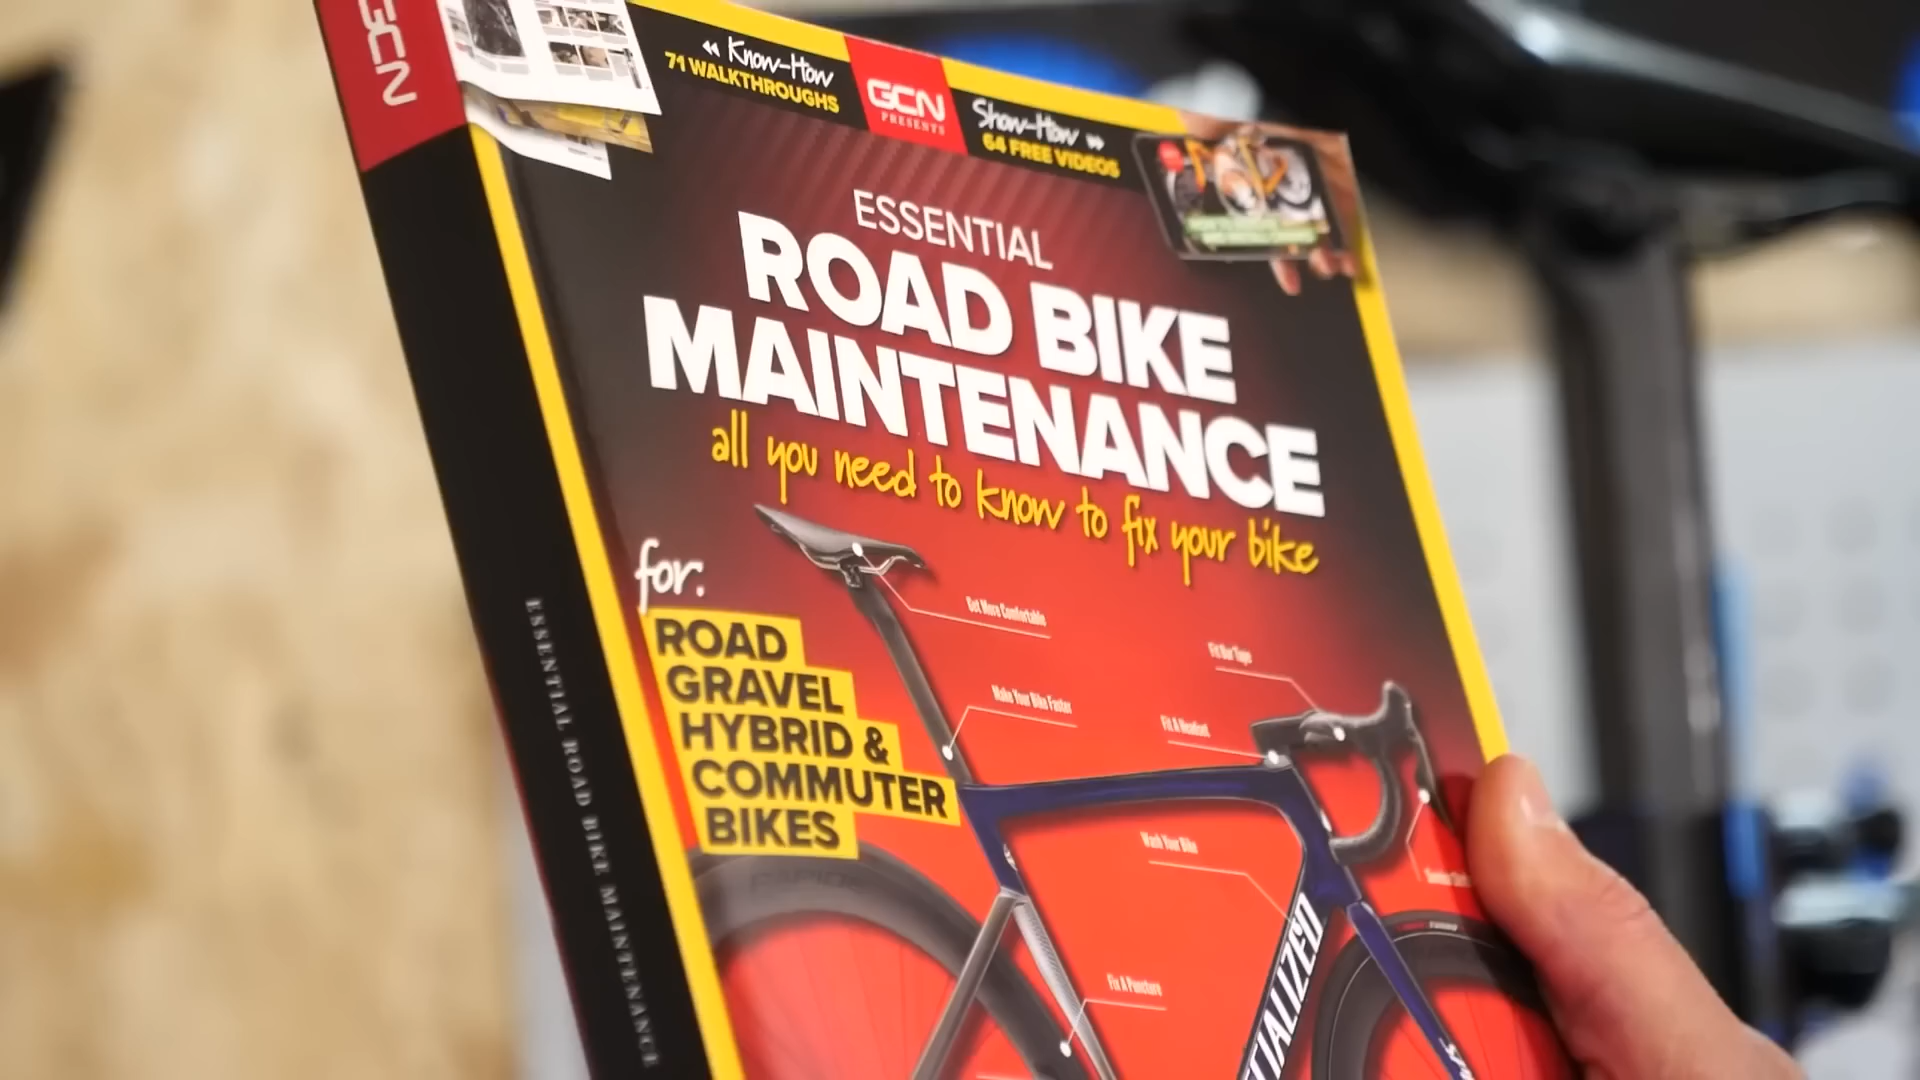 GCN
« Know-How
71 WALKTHROUGHS
GCN
PRESENTS
Show-How »
64 FREE VIDEOS
ESSENTIAL
ROAD BIKE
MAINTENANCE
all you need to know to fix your bike
for:
ROAD
GRAVEL
HYBRID &
COMMUTER
BIKES
Get More Comfortable
Make Your Bike Faster
Fit Bar Tape
Fit A Headset
Wash Your Bike
Fix A Puncture
RAPIDE
ECIALIZED
ESSENTIAL ROAD BIKE MAINTENANCE